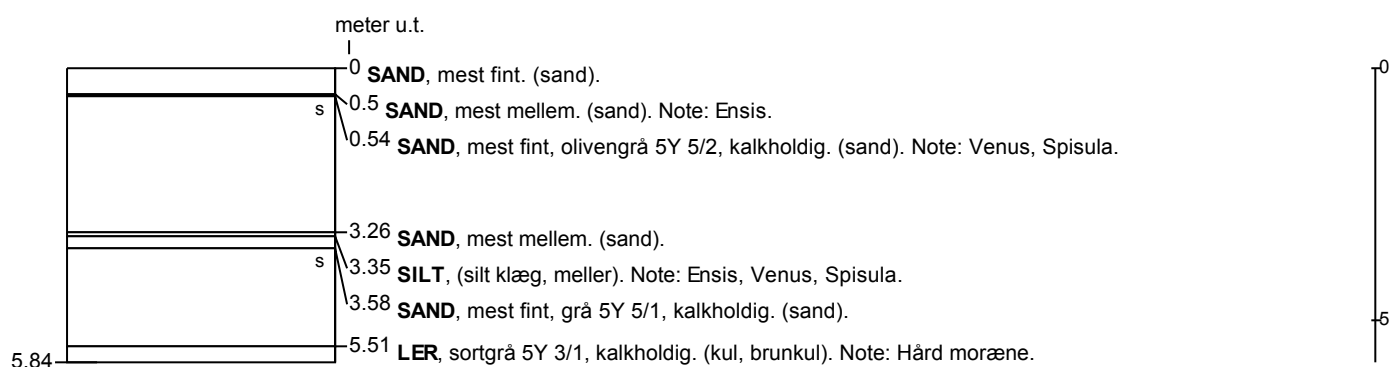 meter u.t.
0 SAND, mest fint. (sand). 0
s 0.5 SAND, mest mellem. (sand). Note: Ensis.
0.54 SAND, mest fint, olivengrå 5Y 5/2, kalkholdig. (sand). Note: Venus, Spisula.
3.26 SAND, mest mellem. (sand).
s 3.35 SILT, (silt klæg, meller). Note: Ensis, Venus, Spisula.
3.58 SAND, mest fint, grå 5Y 5/1, kalkholdig. (sand). 5
5.51 LER, sortgrå 5Y 3/1, kalkholdig. (kul, brunkul). Note: Hård moræne.
5.84